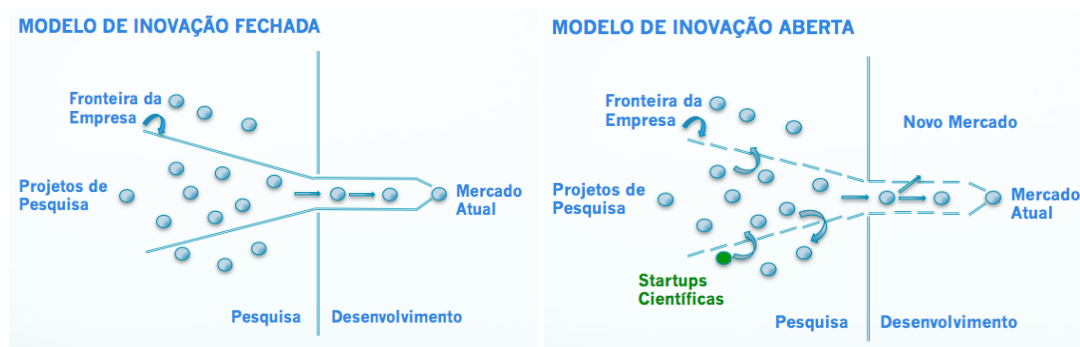 MODELO DE INOVAÇÃO FECHADA
Fronteira da
Empresa
Projetos de
Pesquisa
Mercado
Atual
Pesquisa
Desenvolvimento
MODELO DE INOVAÇÃO ABERTA
Fronteira da
Empresa
Novo Mercado
Projetos de
Pesquisa
Mercado
Atual
Startups
Científicas
Pesquisa
Desenvolvimento